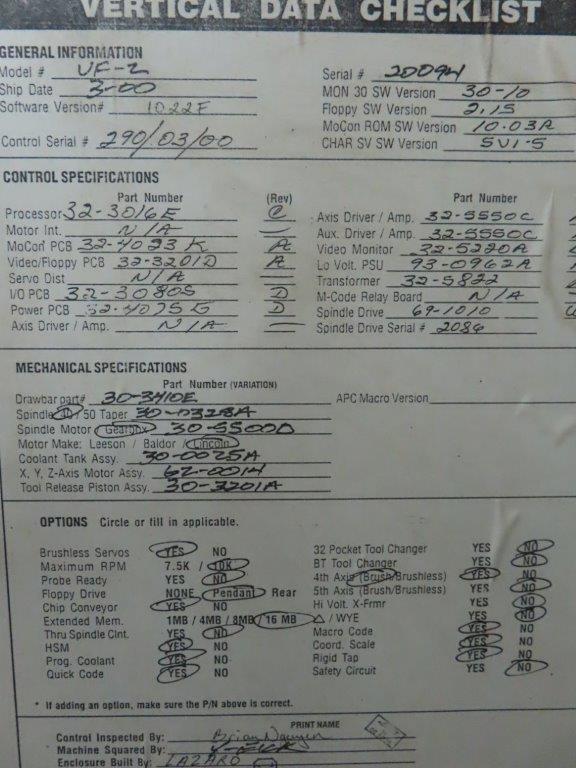 VERTICAL DATA CHECKLIST
GENERAL INFORMATION
Model # VF-2 Serial # 20094
Ship Date 3-00 MON 30 SW Version 30-10
Software Version# 1022F Floppy SW Version 2.15
MoCon ROM SW Version 10.03A
Control Serial # 290/03/00 CHAR SV SW Version SV1-5
CONTROL SPECIFICATIONS
Part Number (Rev) Part Number
Processor 32-3016E C Axis Driver / Amp. 32-5550C
Motor Int. N/A — Aux. Driver / Amp. 32-5550C
MoCon PCB 32-4023K A Video Monitor 32-5220A
Video/Floppy PCB 32-3201D A Lo Volt. PSU 93-0962A
Servo Dist N/A Transformer 32-5822
I/O PCB 32-3080S D M-Code Relay Board N/A
Power PCB 32-4075G D Spindle Drive 69-1010
Axis Driver / Amp. N/A — Spindle Drive Serial # 2086
MECHANICAL SPECIFICATIONS
Part Number (VARIATION)
Drawbar part# 30-3410E APC Macro Version
Spindle 40 / 50 Taper 30-0328A
Spindle Motor Gearbox 30-5500D
Motor Make: Leeson / Baldor / Lincoln
Coolant Tank Assy. 30-0025A
X, Y, Z-Axis Motor Assy. 62-0014
Tool Release Piston Assy. 30-3201A
OPTIONS Circle or fill in applicable.
Brushless Servos YES NO 32 Pocket Tool Changer YES NO
Maximum RPM 7.5K / 10K BT Tool Changer YES NO
Probe Ready YES NO 4th Axis (Brush/Brushless) YES NO
Floppy Drive NONE Pendant Rear 5th Axis (Brush/Brushless) YES NO
Chip Conveyor YES NO Hi Volt. X-Frmr YES NO
Extended Mem. 1MB / 4MB / 8MB / 16 MB △ / WYE YES NO
Thru Spindle Clnt. YES NO Macro Code YES NO
HSM YES NO Coord. Scale YES NO
Prog. Coolant YES NO Rigid Tap YES NO
Quick Code YES NO Safety Circuit YES NO
* If adding an option, make sure the P/N above is correct.
PRINT NAME
Control Inspected By: Brian Nguyen
Machine Squared By:
Enclosure Built By: LAZARO